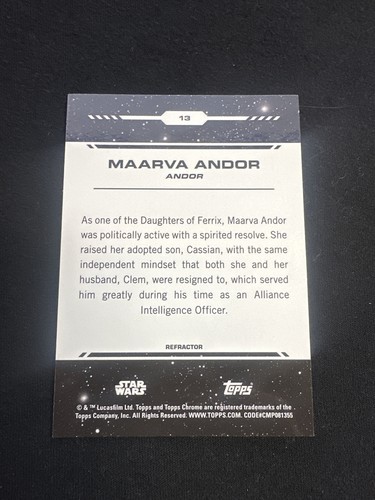 13
MAARVA ANDOR
ANDOR
As one of the Daughters of Ferrix, Maarva Andor
was politically active with a spirited resolve. She
raised her adopted son, Cassian, with the same
independent mindset that both she and her
husband, Clem, were resigned to, which served
him greatly during his time as an Alliance
Intelligence Officer.
REFRACTOR
STAR
WARS
Topps
© & ™ Lucasfilm Ltd. Topps and Topps Chrome are registered trademarks of the
Topps Company, Inc. All Rights Reserved. WWW.TOPPS.COM. CODE#CMP081355